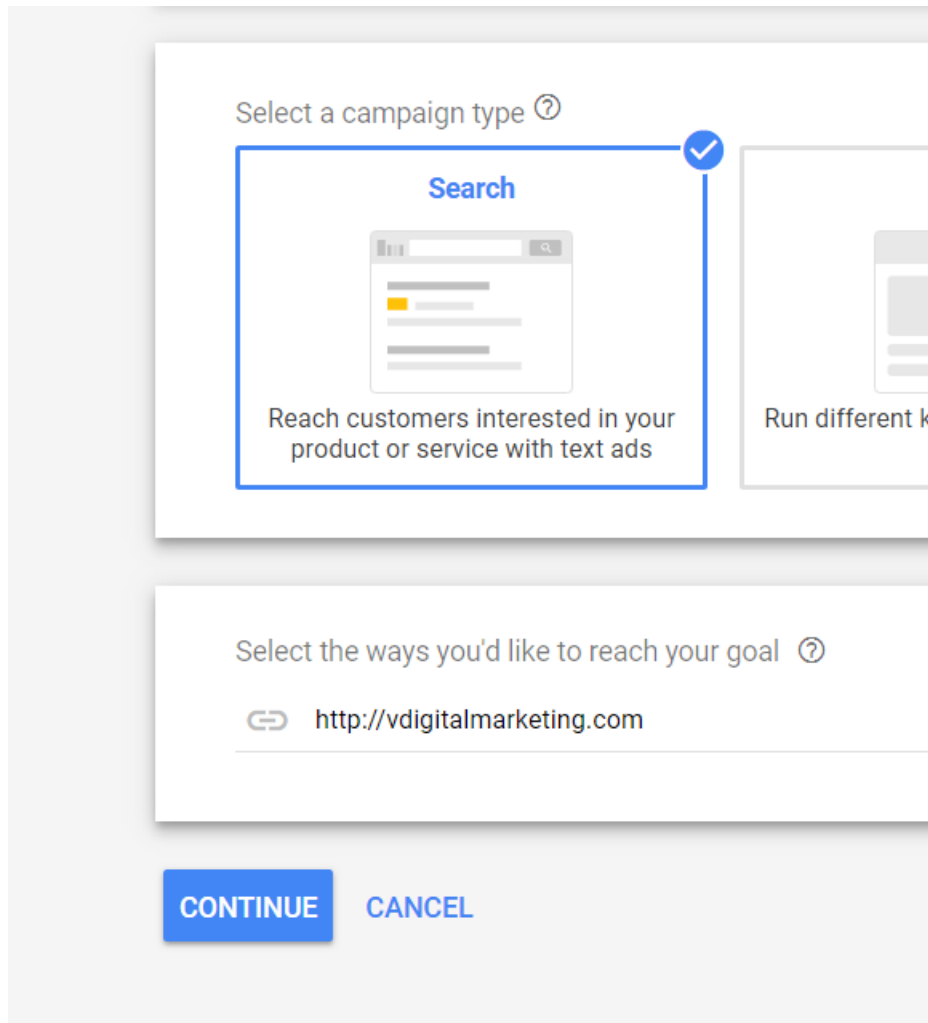 Select a campaign type
Search
Reach customers interested in your
product or service with text ads
Run different
Select the ways you'd like to reach your goal
http://vdigitalmarketing.com
CONTINUE
CANCEL